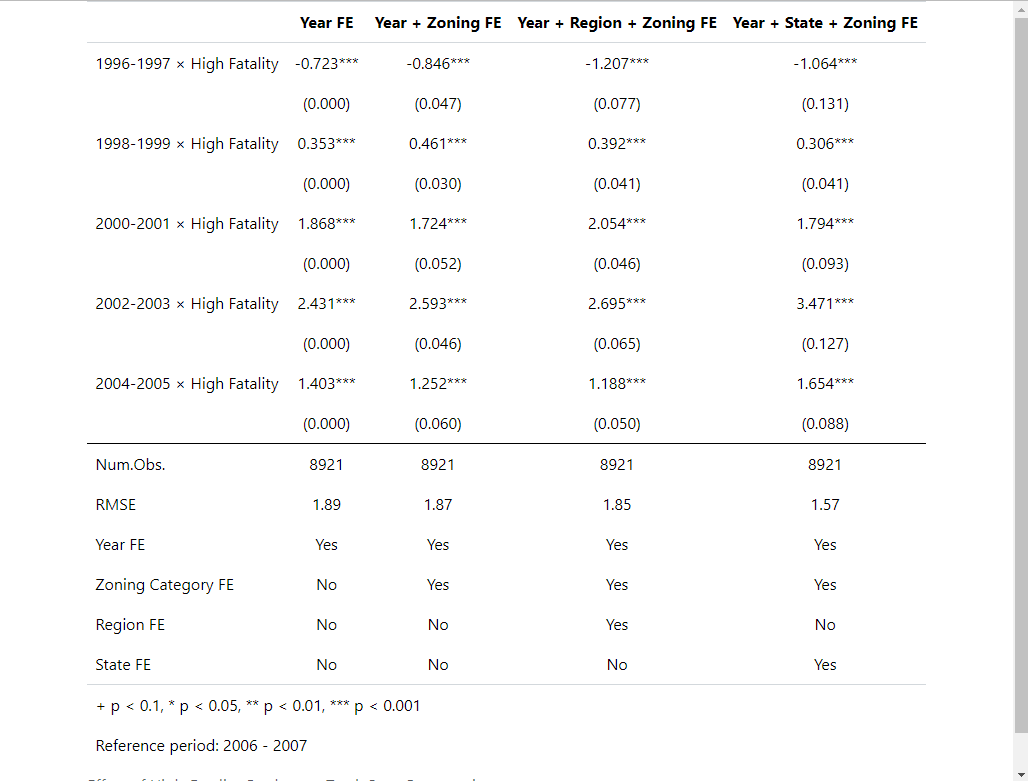 Year FE Year + Zoning FE Year + Region + Zoning FE Year + State + Zoning FE
1996-1997 × High Fatality -0.723*** -0.846*** -1.207*** -1.064***
(0.000) (0.047) (0.077) (0.131)
1998-1999 × High Fatality 0.353*** 0.461*** 0.392*** 0.306***
(0.000) (0.030) (0.041) (0.041)
2000-2001 × High Fatality 1.868*** 1.724*** 2.054*** 1.794***
(0.000) (0.052) (0.046) (0.093)
2002-2003 × High Fatality 2.431*** 2.593*** 2.695*** 3.471***
(0.000) (0.046) (0.065) (0.127)
2004-2005 × High Fatality 1.403*** 1.252*** 1.188*** 1.654***
(0.000) (0.060) (0.050) (0.088)
Num.Obs. 8921 8921 8921 8921
RMSE 1.89 1.87 1.85 1.57
Year FE Yes Yes Yes Yes
Zoning Category FE No Yes Yes Yes
Region FE No No Yes No
State FE No No No Yes
+ p < 0.1, * p < 0.05, ** p < 0.01, *** p < 0.001
Reference period: 2006 - 2007